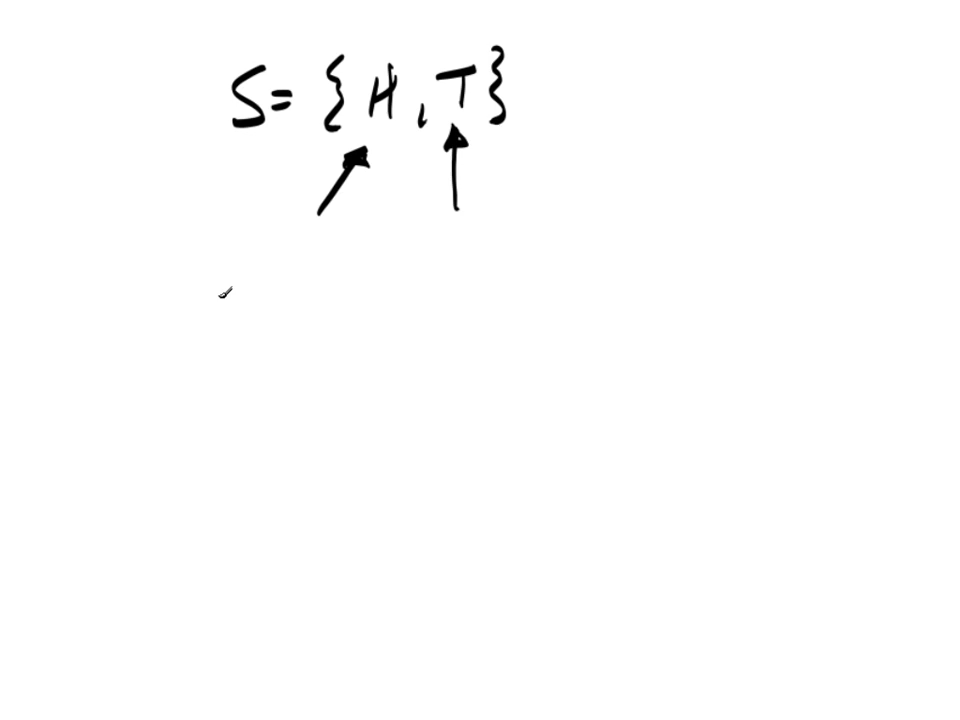 S = { H, T }